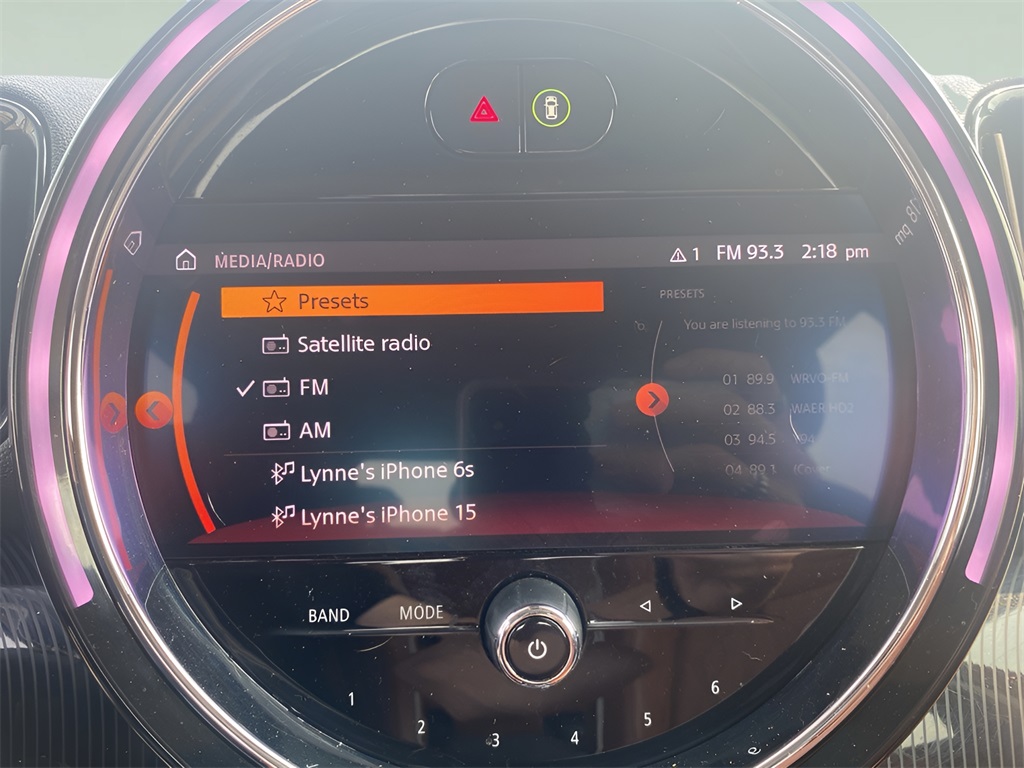 MEDIA/RADIO
1 FM 93.3 2:18 pm
Presets
Satellite radio
FM
AM
Lynne's iPhone 6s
Lynne's iPhone 15
PRESETS
You are listening to 93.3 FM
01 89.9 WRVO-FM
02 88.3 WAER HD2
03 94.5
04 89.1
BAND MODE
1 2 3 4 5 6